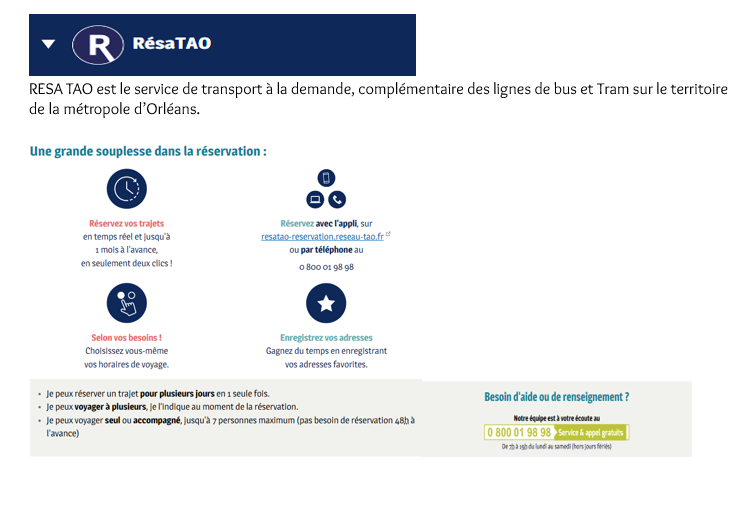 R RésaTAO
RESA TAO est le service de transport à la demande, complémentaire des lignes de bus et Tram sur le territoire
de la métropole d’Orléans.
Une grande souplesse dans la réservation :
Réservez vos trajets
en temps réel et jusqu'à
1 mois à l'avance,
en seulement deux clics !
Réservez avec l'appli, sur
resatao-reservation.reseau-tao.fr
ou par téléphone au
0 800 01 98 98
Selon vos besoins !
Choisissez vous-même
vos horaires de voyage.
Enregistrez vos adresses
Gagnez du temps en enregistrant
vos adresses favorites.
• Je peux réserver un trajet pour plusieurs jours en 1 seule fois.
• Je peux voyager à plusieurs, je l'indique au moment de la réservation.
• Je peux voyager seul ou accompagné, jusqu'à 7 personnes maximum (pas besoin de réservation 48h à
l'avance)
Besoin d'aide ou de renseignement ?
Notre équipe est à votre écoute au
0 800 01 98 98 Service & appel gratuits
De 7h à 19h du lundi au samedi (hors jours fériés)